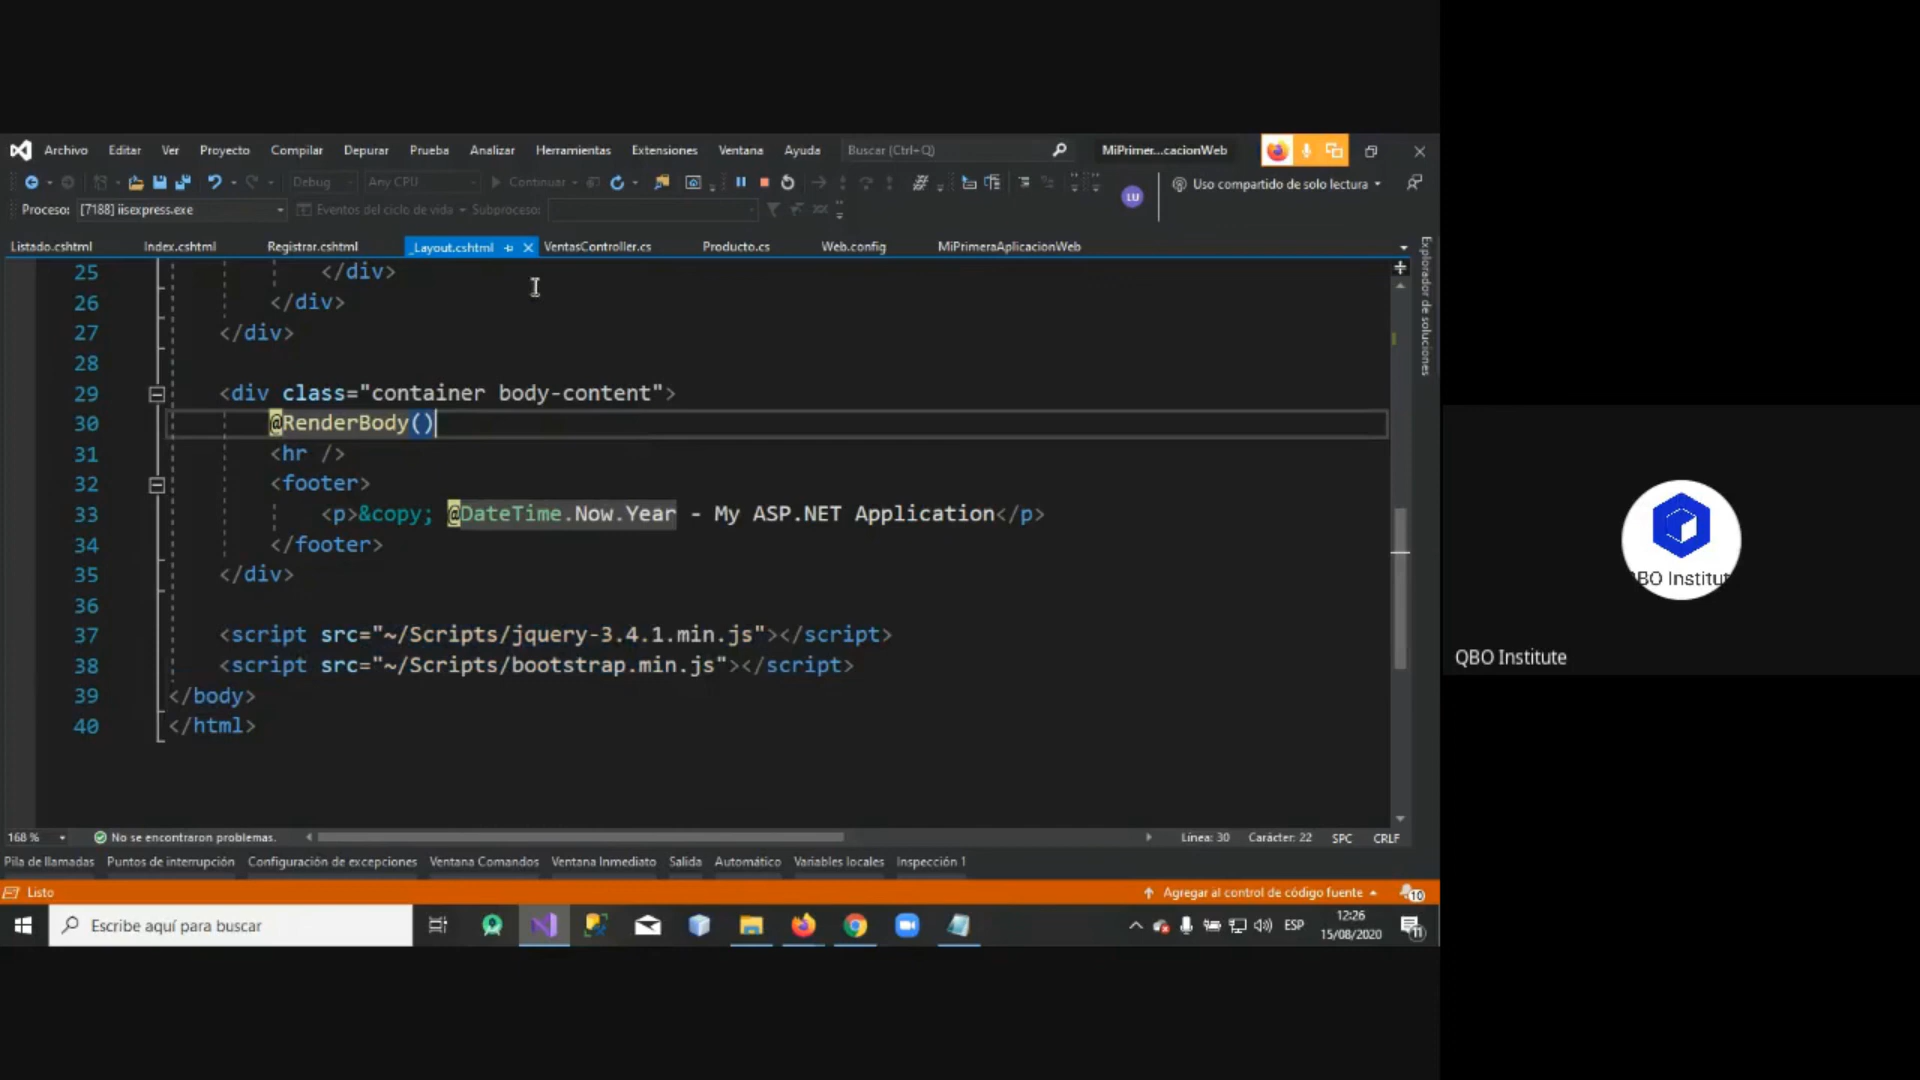 Archivo Editar Ver Proyecto Compilar Depurar Prueba Analizar Herramientas Extensiones Ventana Ayuda Buscar (Ctrl+Q) MiPrimer...cacionWeb
Debug Any CPU Continuar LU Uso compartido de solo lectura
Proceso: [7188] iisexpress.exe Eventos del ciclo de vida Subproceso:
Listado.cshtml Index.cshtml Registrar.cshtml _Layout.cshtml VentasController.cs Producto.cs Web.config MiPrimeraAplicacionWeb
Explorador de soluciones
25 </div>
26 </div>
27 </div>
28
29 <div class="container body-content">
30 @RenderBody()
31 <hr />
32 <footer>
33 <p>&copy; @DateTime.Now.Year - My ASP.NET Application</p>
34 </footer>
35 </div>
36
37 <script src="~/Scripts/jquery-3.4.1.min.js"></script>
38 <script src="~/Scripts/bootstrap.min.js"></script>
39 </body>
40 </html>
168 % No se encontraron problemas. Línea: 30 Carácter: 22 SPC CRLF
Pila de llamadas Puntos de interrupción Configuración de excepciones Ventana Comandos Ventana Inmediato Salida Automático Variables locales Inspección 1
Listo Agregar al control de código fuente 10
Escribe aquí para buscar ESP 12:26
15/08/2020 11
BO Institut
QBO Institute